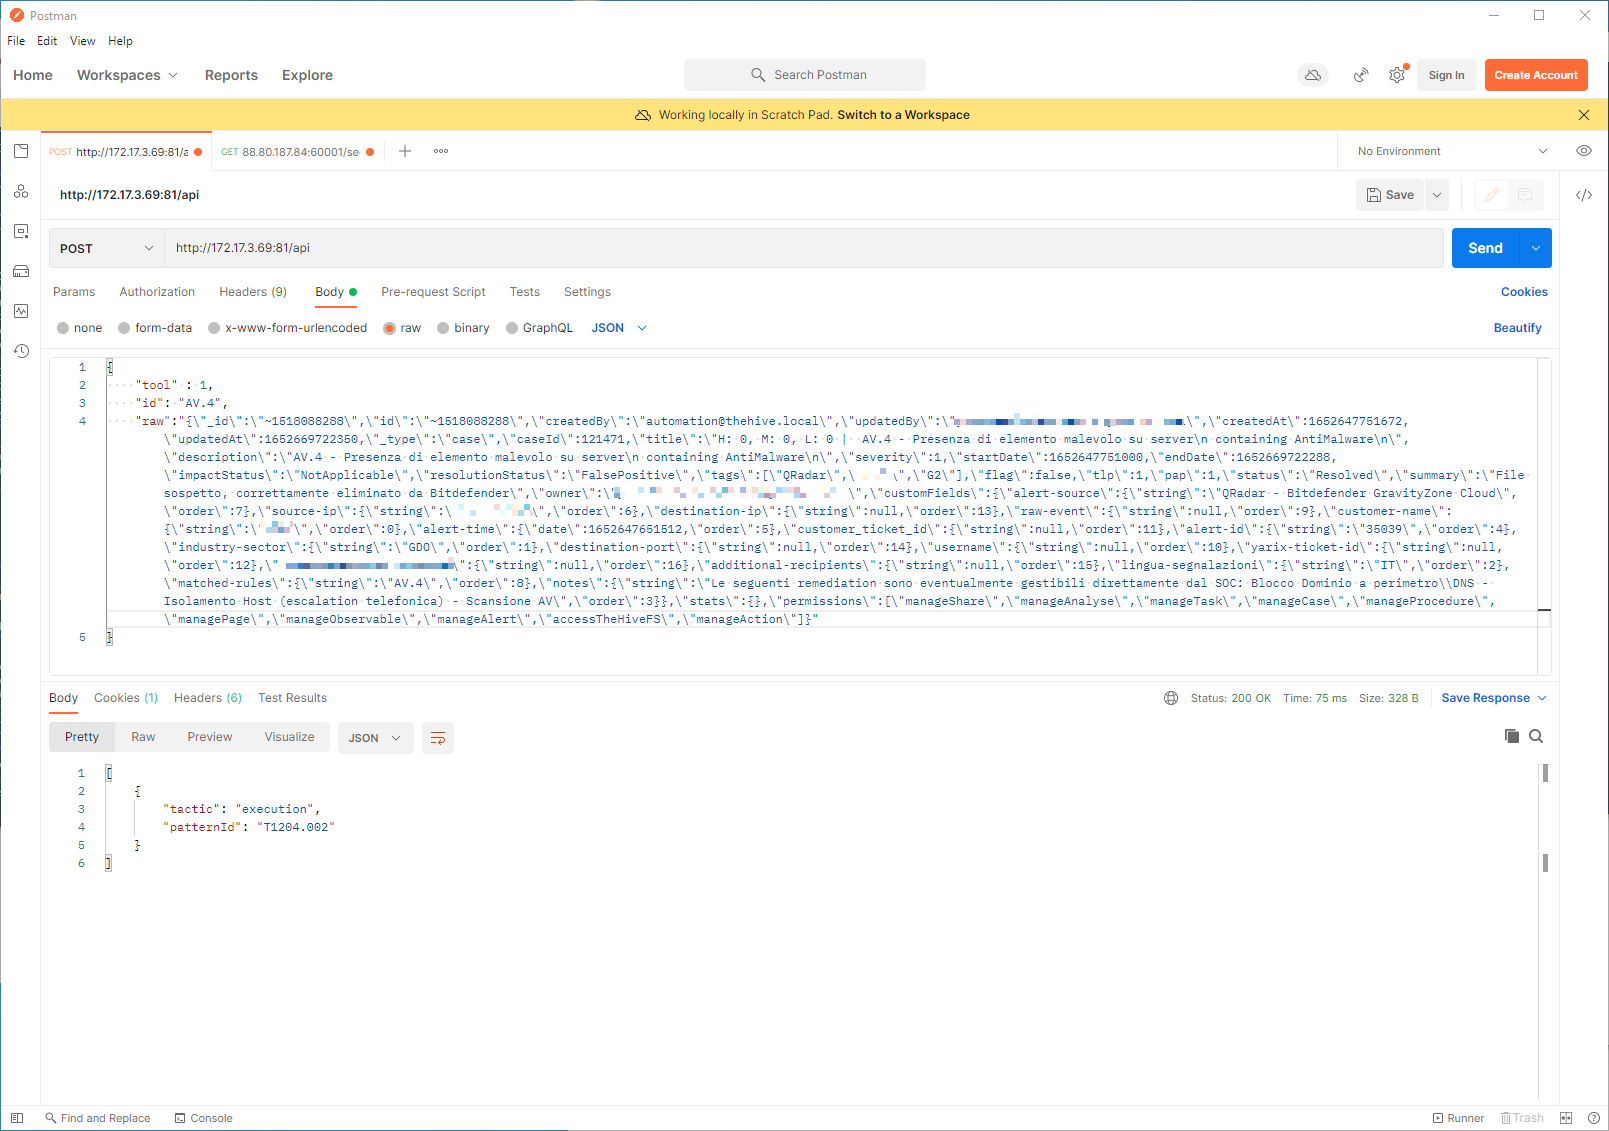 Postman
File Edit View Help
Home Workspaces Reports Explore Search Postman Sign In Create Account
Working locally in Scratch Pad. Switch to a Workspace
POST http://172.17.3.69:81/a GET 88.80.187.84:60001/se No Environment
http://172.17.3.69:81/api Save
POST http://172.17.3.69:81/api Send
Params Authorization Headers (9) Body Pre-request Script Tests Settings Cookies
none form-data x-www-form-urlencoded raw binary GraphQL JSON Beautify
1 {
2 "tool" : 1,
3 "id": "AV.4",
4 "raw":"{\"_id\":\"~1518088288\",\"id\":\"~1518088288\",\"createdBy\":\"automation@thehive.local\",\"updatedBy\":\" \",\"createdAt\":1652647751672,
\"updatedAt\":1652669722350,\"_type\":\"case\",\"caseId\":121471,\"title\":\"H: 0, M: 0, L: 0 |  AV.4 - Presenza di elemento malevolo su server\n containing AntiMalware\n\",
\"description\":\"AV.4 - Presenza di elemento malevolo su server\n containing AntiMalware\n\",\"severity\":1,\"startDate\":1652647751000,\"endDate\":1652669722288,
\"impactStatus\":\"NotApplicable\",\"resolutionStatus\":\"FalsePositive\",\"tags\":[\"QRadar\",\ \",\"G2\"],\"flag\":false,\"tlp\":1,\"pap\":1,\"status\":\"Resolved\",\"summary\":\"File
sospetto, correttamente eliminato da Bitdefender\",\"owner\":\" \",\"customFields\":{\"alert-source\":{\"string\":\"QRadar - Bitdefender GravityZone Cloud\",
\"order\":7},\"source-ip\":{\"string\":\ \",\"order\":6},\"destination-ip\":{\"string\":null,\"order\":13},\"raw-event\":{\"string\":null,\"order\":9},\"customer-name\":
{\"string\":\" \",\"order\":0},\"alert-time\":{\"date\":1652647651512,\"order\":5},\"customer_ticket_id\":{\"string\":null,\"order\":11},\"alert-id\":{\"string\":\"35039\",\"order\":4},
\"industry-sector\":{\"string\":\"GDO\",\"order\":1},\"destination-port\":{\"string\":null,\"order\":14},\"username\":{\"string\":null,\"order\":10},\"yarix-ticket-id\":{\"string\":null,
\"order\":12},\" \":{\"string\":null,\"order\":16},\"additional-recipients\":{\"string\":null,\"order\":15},\"lingua-segnalazioni\":{\"string\":\"IT\",\"order\":2},
\"matched-rules\":{\"string\":\"AV.4\",\"order\":8},\"notes\":{\"string\":\"Le seguenti remediation sono eventualmente gestibili direttamente dal SOC: Blocco Dominio a perimetro\\DNS -
Isolamento Host (escalation telefonica) - Scansione AV\",\"order\":3}},\"stats\":{},\"permissions\":[\"manageShare\",\"manageAnalyse\",\"manageTask\",\"manageCase\",\"manageProcedure\",
\"managePage\",\"manageObservable\",\"manageAlert\",\"accessTheHiveFS\",\"manageAction\"]}"
5 }
Body Cookies (1) Headers (6) Test Results Status: 200 OK Time: 75 ms Size: 328 B Save Response
Pretty Raw Preview Visualize JSON
1 [
2 {
3 "tactic": "execution",
4 "patternId": "T1204.002"
5 }
6 ]
Find and Replace Console Runner Trash